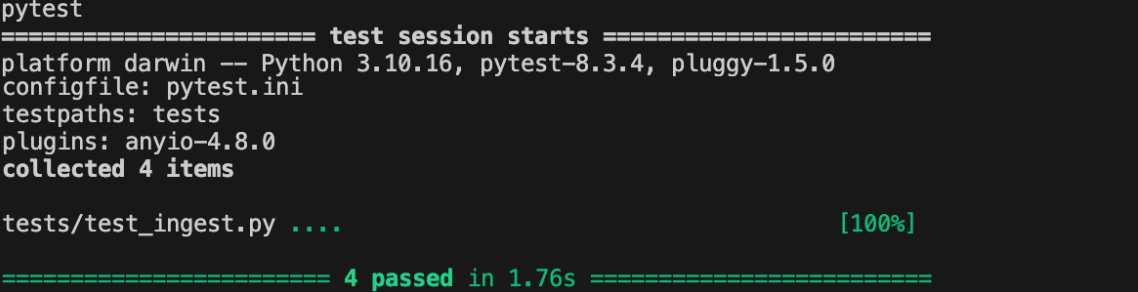 pytest
======================= test session starts ========================
platform darwin -- Python 3.10.16, pytest-8.3.4, pluggy-1.5.0
configfile: pytest.ini
testpaths: tests
plugins: anyio-4.8.0
collected 4 items
tests/test_ingest.py .... [100%]
======================== 4 passed in 1.76s =========================